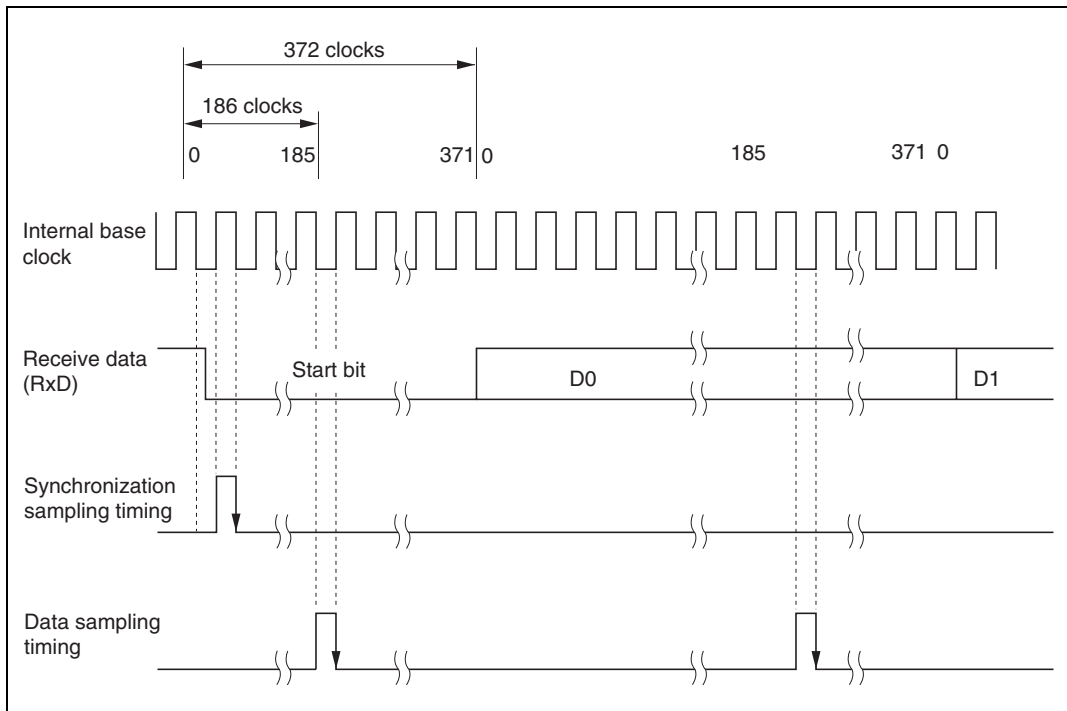 372 clocks
186 clocks
0 185 371 0 185 371 0
Internal base
clock
Receive data
(RxD)
Start bit
D0
D1
Synchronization
sampling timing
Data sampling
timing